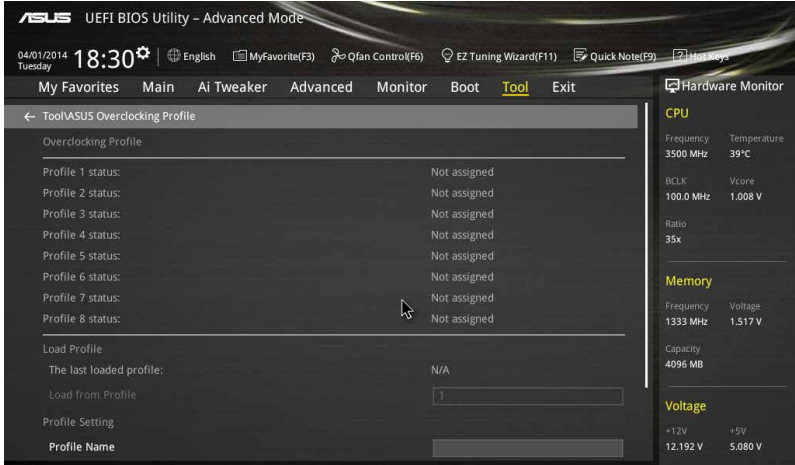 ASUS UEFI BIOS Utility – Advanced Mode
04/01/2014 Tuesday 18:30 English MyFavorite(F3) Qfan Control(F6) EZ Tuning Wizard(F11) Quick Note(F9) ? Hot Keys
My Favorites Main Ai Tweaker Advanced Monitor Boot Tool Exit
← Tool\ASUS Overclocking Profile
Overclocking Profile
Profile 1 status: Not assigned
Profile 2 status: Not assigned
Profile 3 status: Not assigned
Profile 4 status: Not assigned
Profile 5 status: Not assigned
Profile 6 status: Not assigned
Profile 7 status: Not assigned
Profile 8 status: Not assigned
Load Profile
The last loaded profile: N/A
Load from Profile 1
Profile Setting
Profile Name
Hardware Monitor
CPU
Frequency Temperature
3500 MHz 39°C
BCLK Vcore
100.0 MHz 1.008 V
Ratio
35x
Memory
Frequency Voltage
1333 MHz 1.517 V
Capacity
4096 MB
Voltage
+12V +5V
12.192 V 5.080 V